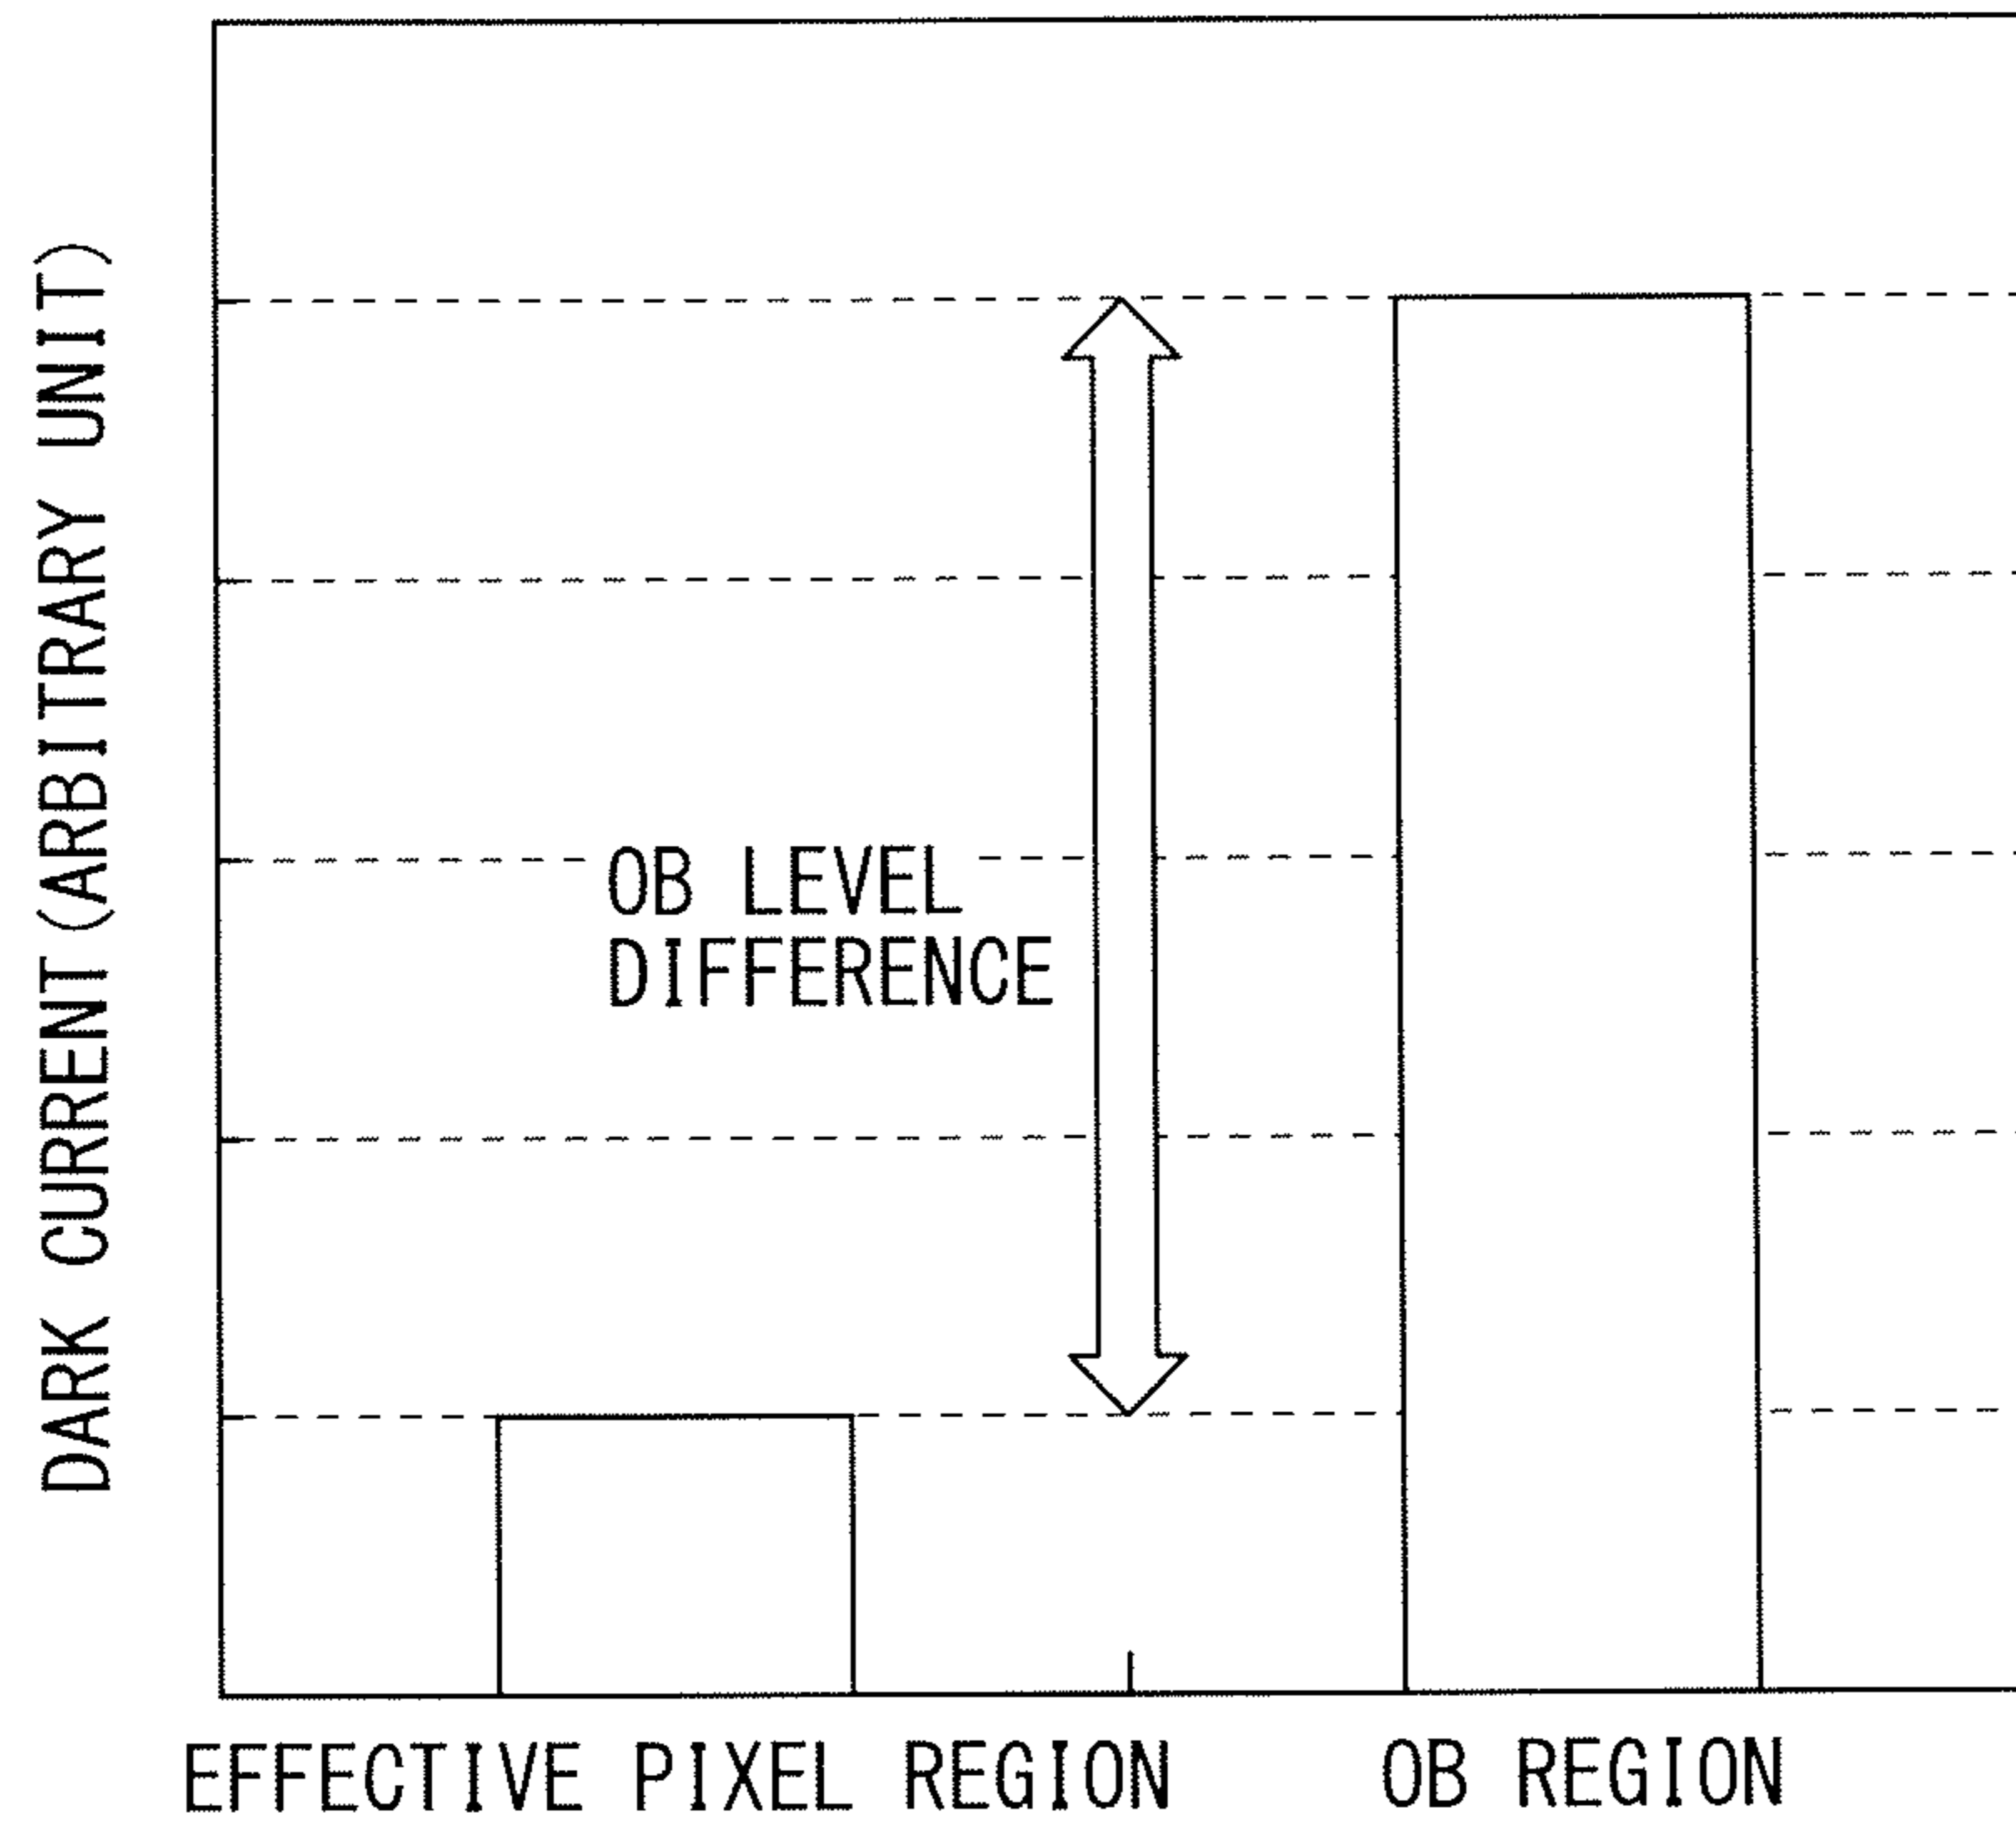 DARK CURRENT(ARBITRARY UNIT)
OB LEVEL
DIFFERENCE
EFFECTIVE PIXEL REGION
OB REGION